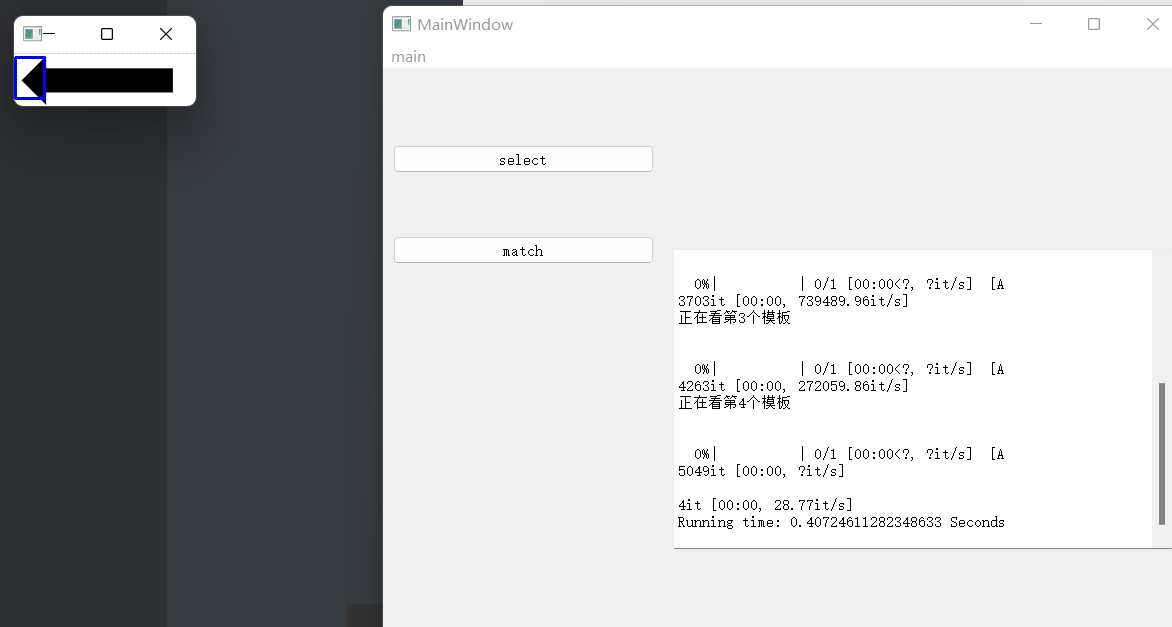 MainWindow
main
select
match
0%|          | 0/1 [00:00<?, ?it/s]  [A
3703it [00:00, 739489.96it/s]
正在看第3个模板
0%|          | 0/1 [00:00<?, ?it/s]  [A
4263it [00:00, 272059.86it/s]
正在看第4个模板
0%|          | 0/1 [00:00<?, ?it/s]  [A
5049it [00:00, ?it/s]
4it [00:00, 28.77it/s]
Running time: 0.40724611282348633 Seconds